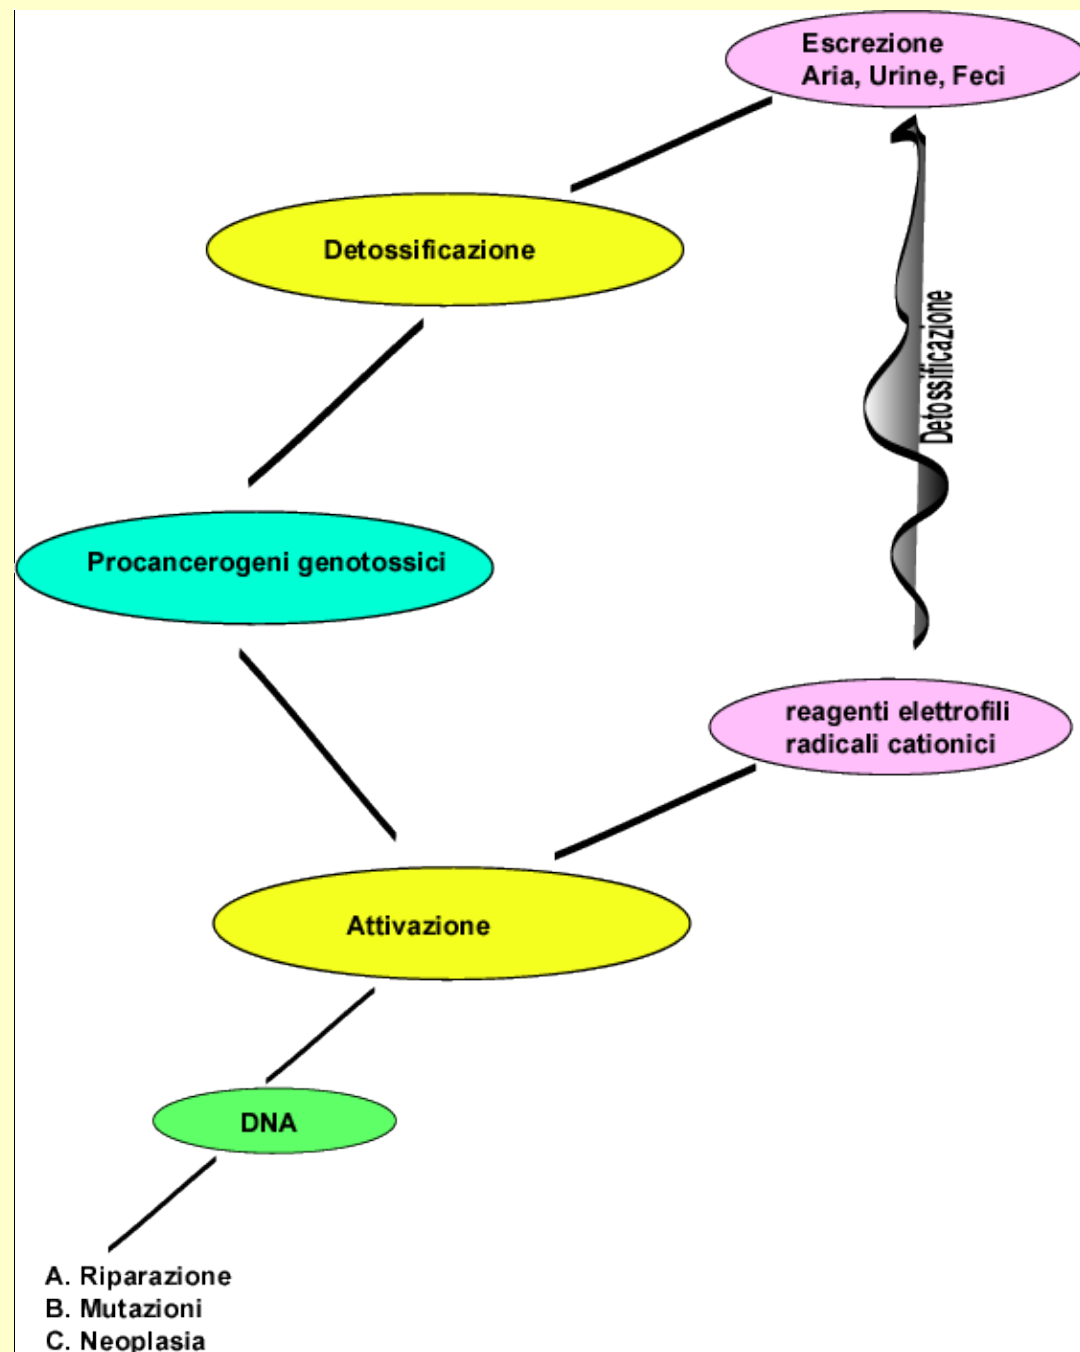 Escrezione
Aria, Urine, Feci
Detossificazione
Detossificazione
Procancerogeni genotossici
reagenti elettrofili
radicali cationici
Attivazione
DNA
A. Riparazione
B. Mutazioni
C. Neoplasia